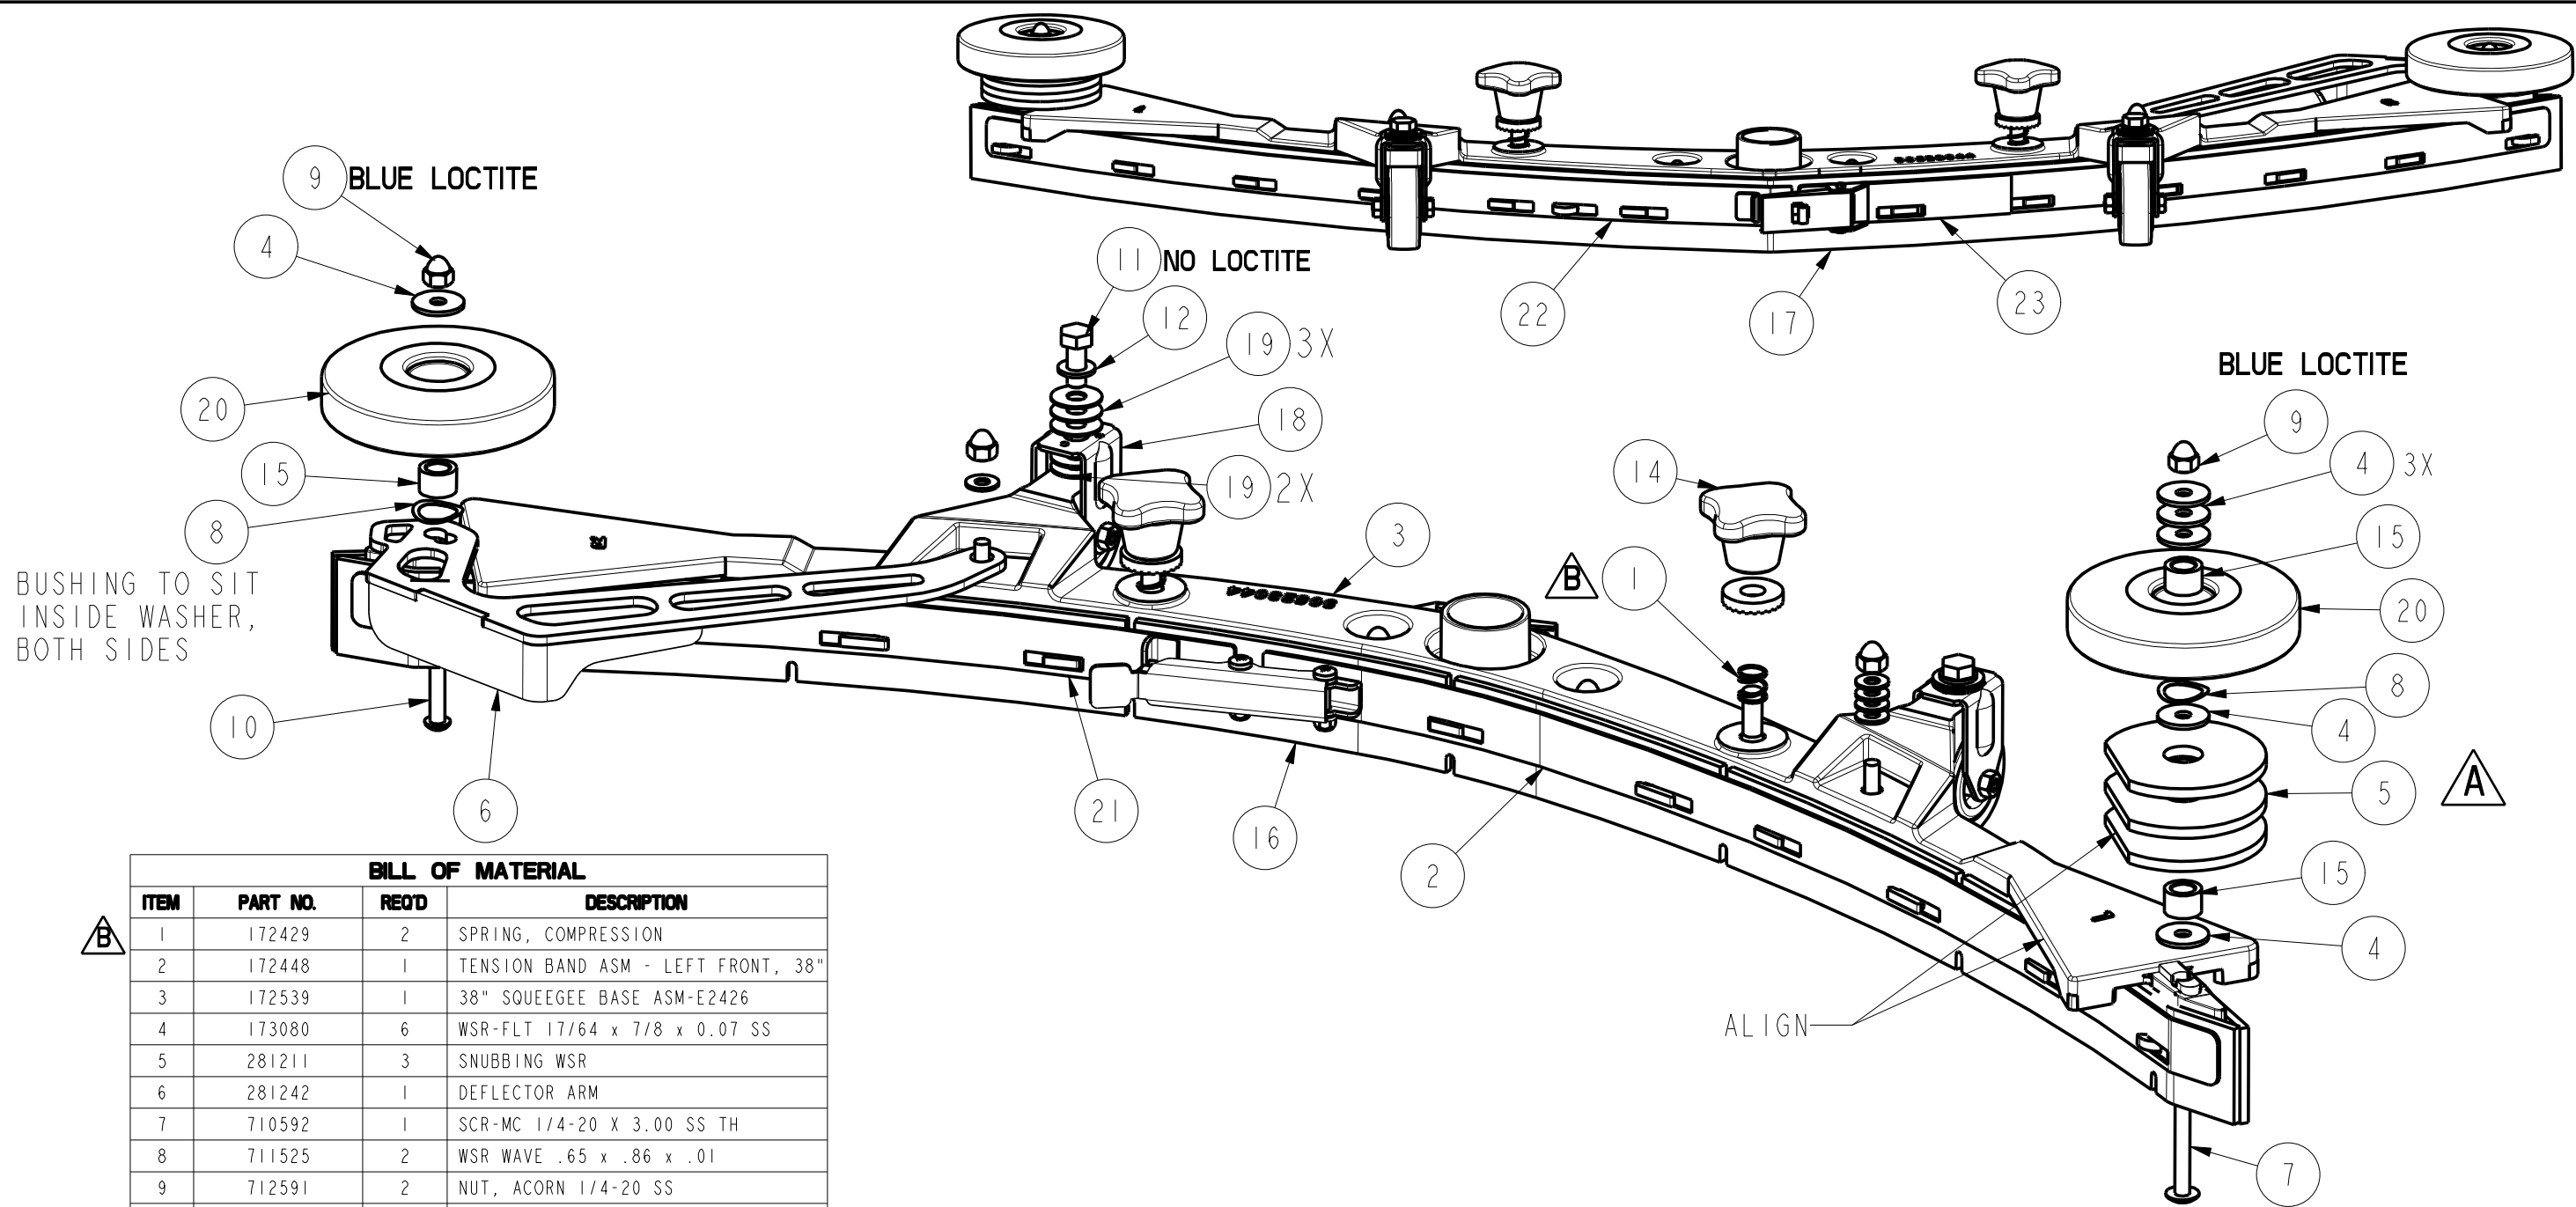 9 BLUE LOCTITE
4
11 NO LOCTITE
12
19 3X
18
19 2X
20
15
8
BUSHING TO SIT
INSIDE WASHER,
BOTH SIDES
10
6
21
16
2
3
14
B
1
22
17
23
BLUE LOCTITE
9
4 3X
15
20
8
4
5
A
15
4
ALIGN
7
BILL OF MATERIAL
ITEM PART NO. REQ'D DESCRIPTION
B
1 172429 2 SPRING, COMPRESSION
2 172448 1 TENSION BAND ASM - LEFT FRONT, 38"
3 172539 1 38" SQUEEGEE BASE ASM-E2426
4 173080 6 WSR-FLT 17/64 x 7/8 x 0.07 SS
5 281211 3 SNUBBING WSR
6 281242 1 DEFLECTOR ARM
7 710592 1 SCR-MC 1/4-20 X 3.00 SS TH
8 711525 2 WSR WAVE .65 x .86 x .01
9 712591 2 NUT, ACORN 1/4-20 SS